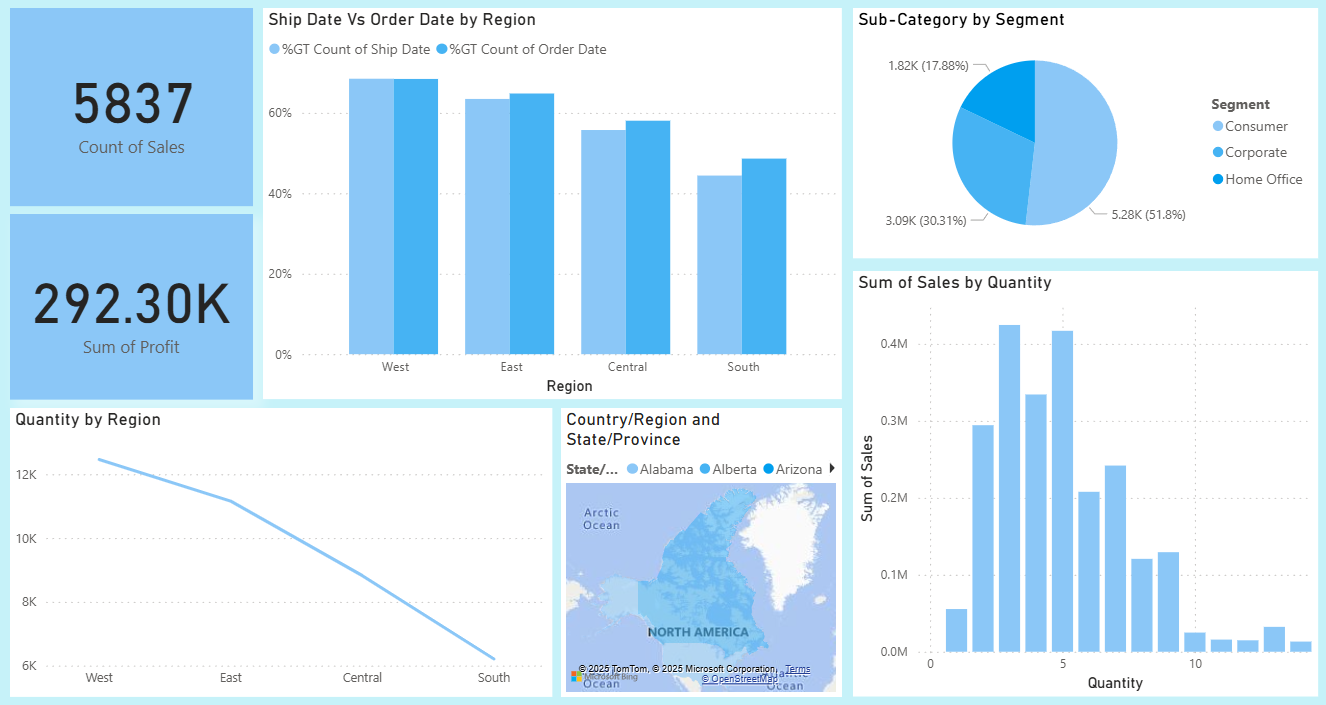 5837
Count of Sales
292.30K
Sum of Profit
Ship Date Vs Order Date by Region
%GT Count of Ship Date %GT Count of Order Date
60%
40%
20%
0%
West East Central South
Region
Sub-Category by Segment
1.82K (17.88%)
3.09K (30.31%)
5.28K (51.8%)
Segment
Consumer
Corporate
Home Office
Quantity by Region
12K
10K
8K
6K
West East Central South
Country/Region and
State/Province
State/... Alabama Alberta Arizona
Arctic
Ocean
NORTH AMERICA
© 2025 TomTom, © 2025 Microsoft Corporation, Terms
Microsoft Bing © OpenStreetMap
Ocean Atlantic
Ocean
Sum of Sales by Quantity
Sum of Sales
0.4M
0.3M
0.2M
0.1M
0.0M
0 5 10
Quantity